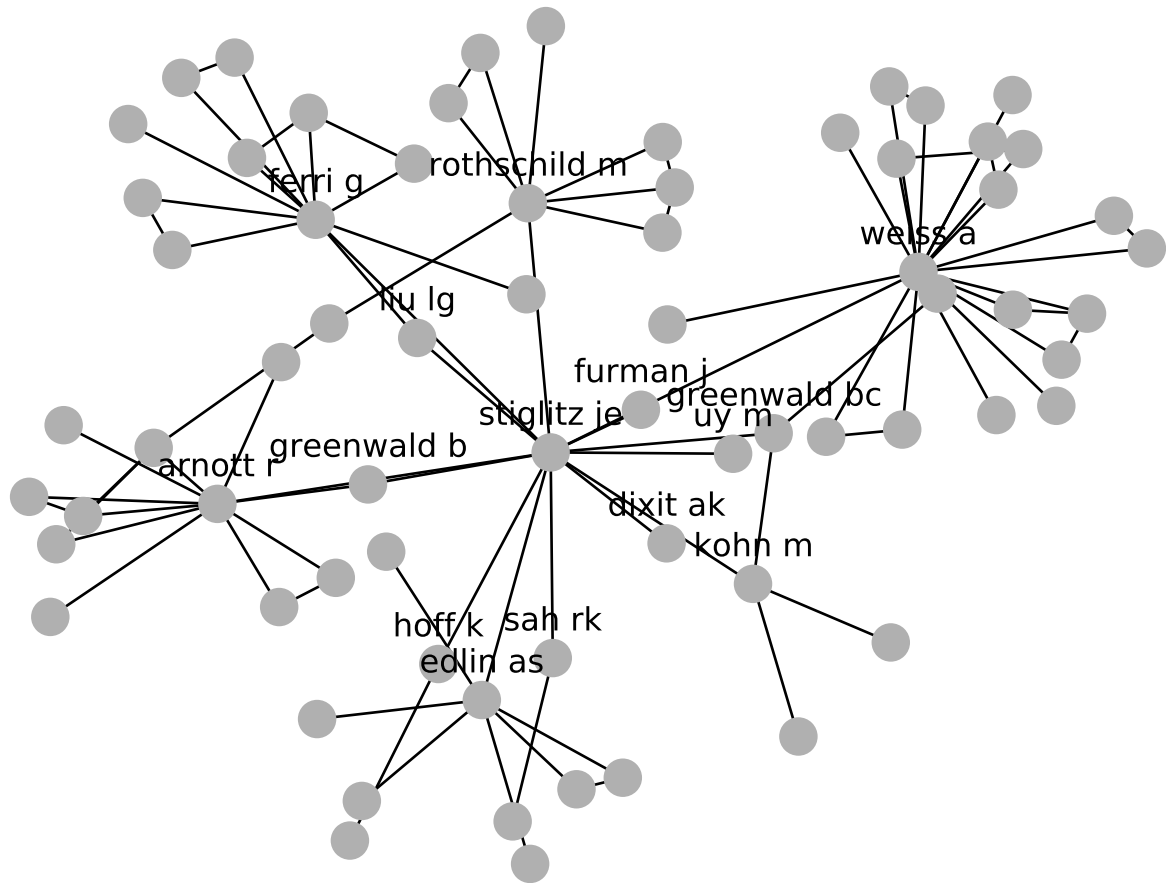 rothschild m
ferri g
weiss a
liu lg
furman j
greenwald bc
stiglitz je
uy m
greenwald b
arnott r
dixit ak
kohn m
hoff k
sah rk
edlin as